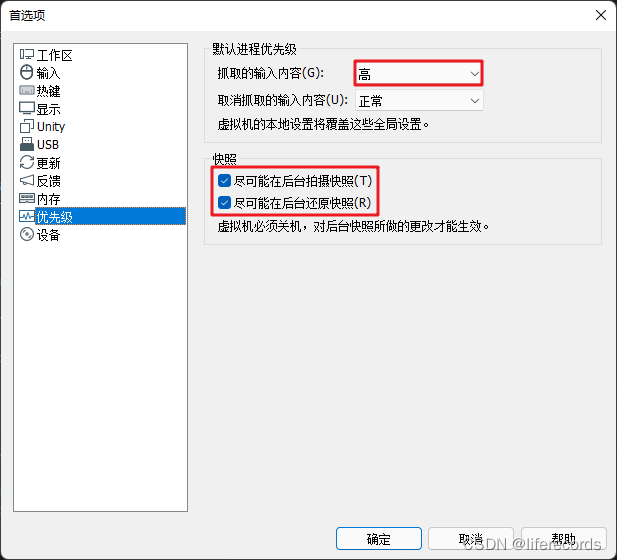 首选项
工作区
输入
热键
显示
Unity
USB
更新
反馈
内存
优先级
设备
默认进程优先级
抓取的输入内容(G): 高
取消抓取的输入内容(U): 正常
虚拟机的本地设置将覆盖这些全局设置。
快照
尽可能在后台拍摄快照(T)
尽可能在后台还原快照(R)
虚拟机必须关机，对后台快照所做的更改才能生效。
确定 取消 帮助
CSDN @liferecords